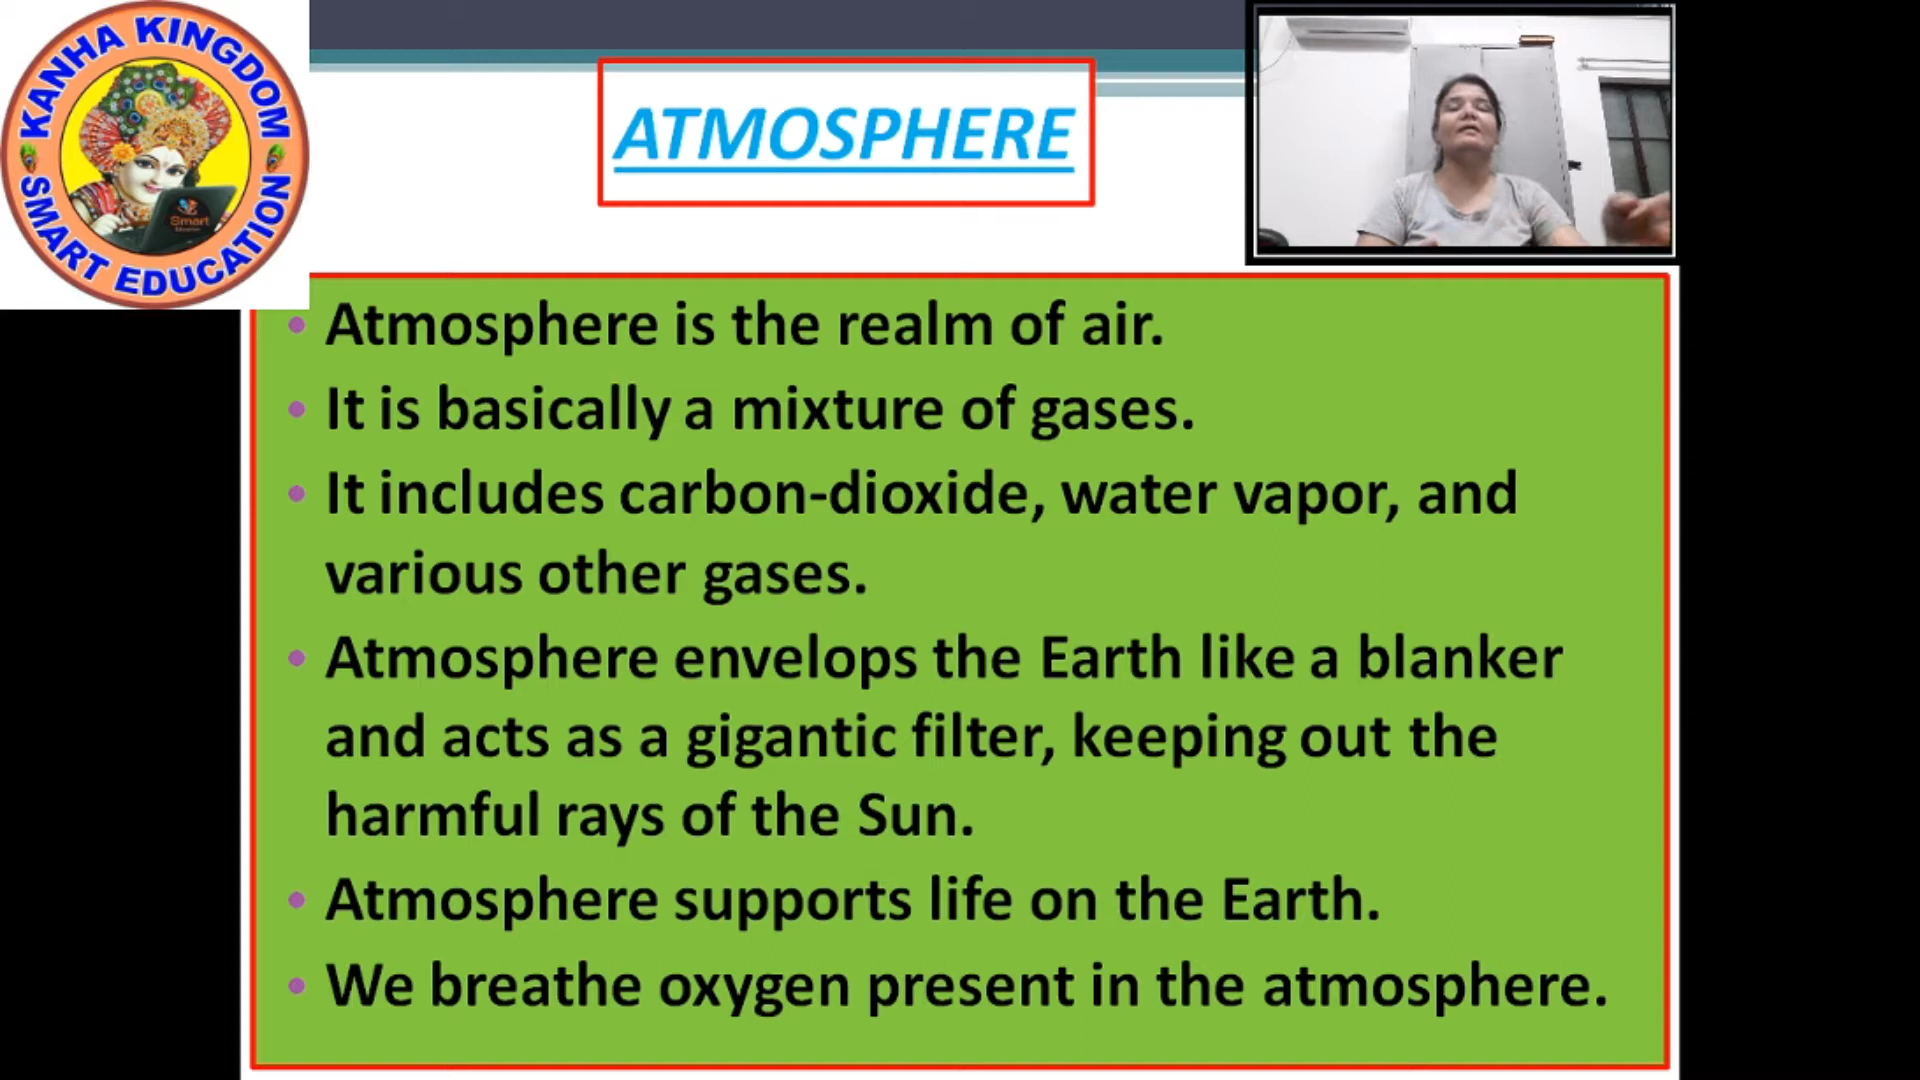 KANHA KINGDOM
SMART EDUCATION
Smart
ATMOSPHERE
• Atmosphere is the realm of air.
• It is basically a mixture of gases.
• It includes carbon-dioxide, water vapor, and
various other gases.
• Atmosphere envelops the Earth like a blanker
and acts as a gigantic filter, keeping out the
harmful rays of the Sun.
• Atmosphere supports life on the Earth.
• We breathe oxygen present in the atmosphere.